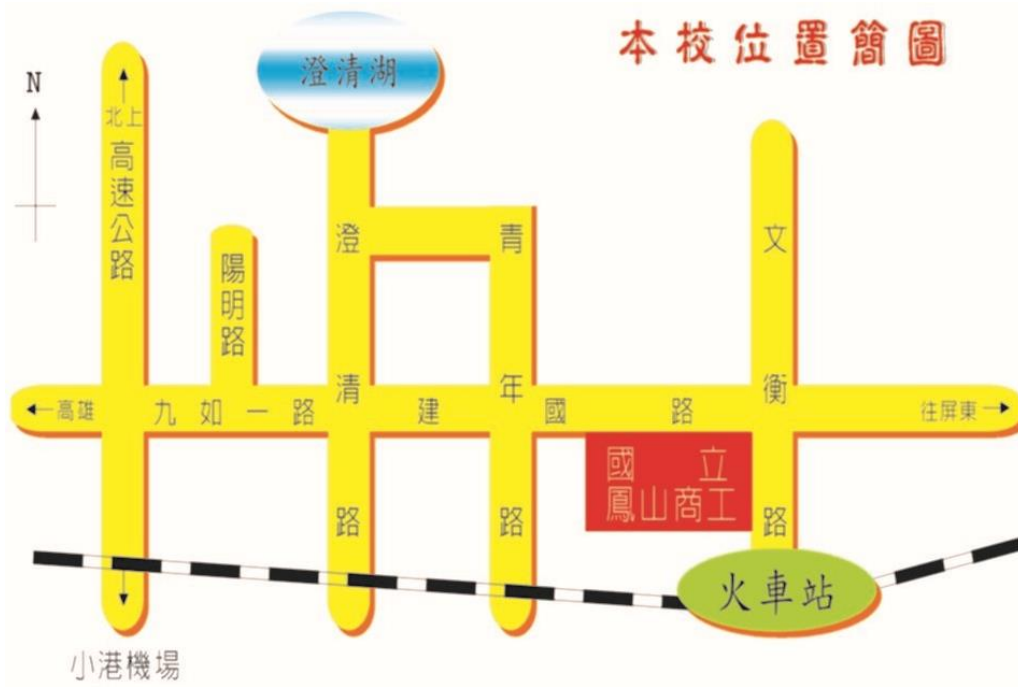 本校位置簡圖
澄清湖
N
北上
高速公路
陽明路
澄清路
青年路
文衡路
高雄
九如一路
建國路
往屏東
國立
鳳山商工
火車站
小港機場